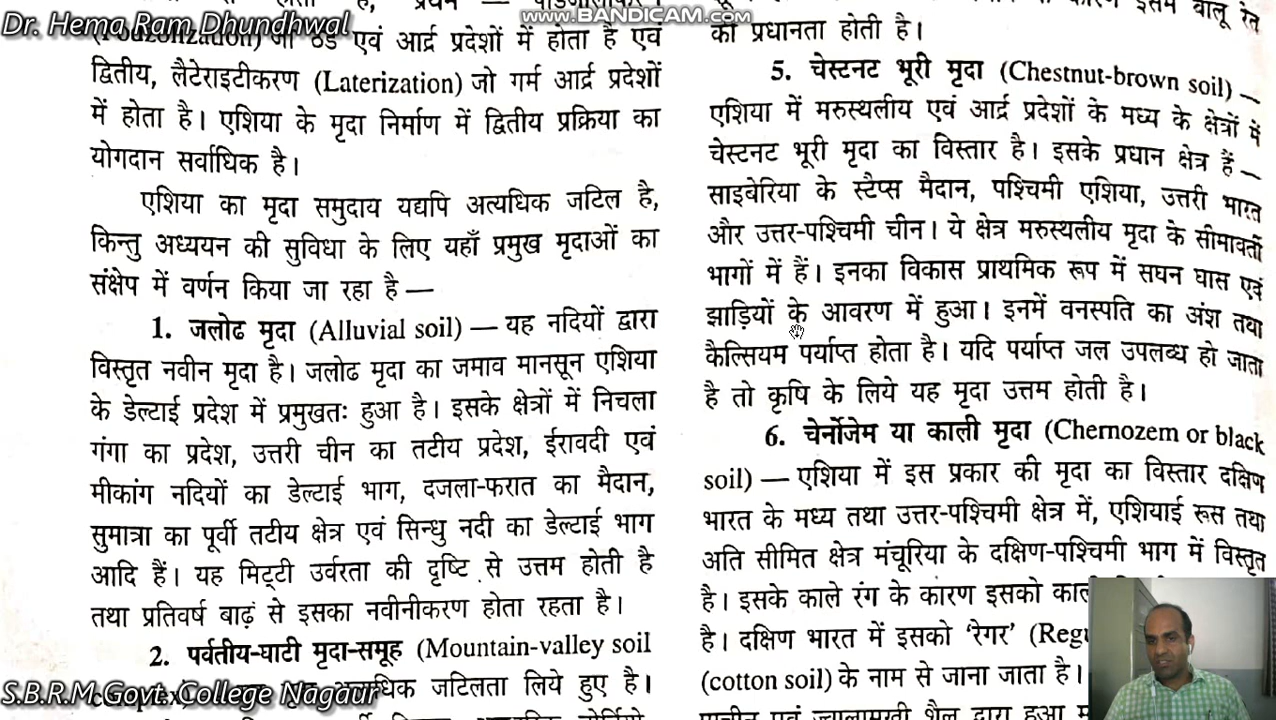 Dr. Hema Ram Dhundhwal
www.BANDICAM.com
(Podzolization) जो ठंडे एवं आर्द्र प्रदेशों में होता है एवं
द्वितीय, लैटेराइटीकरण (Laterization) जो गर्म आर्द्र प्रदेशों
में होता है। एशिया के मृदा निर्माण में द्वितीय प्रक्रिया का
योगदान सर्वाधिक है।
एशिया का मृदा समुदाय यद्यपि अत्यधिक जटिल है,
किन्तु अध्ययन की सुविधा के लिए यहाँ प्रमुख मृदाओं का
संक्षेप में वर्णन किया जा रहा है —
1. जलोढ मृदा (Alluvial soil) — यह नदियों द्वारा
विस्तृत नवीन मृदा है। जलोढ मृदा का जमाव मानसून एशिया
के डेल्टाई प्रदेश में प्रमुखतः हुआ है। इसके क्षेत्रों में निचला
गंगा का प्रदेश, उत्तरी चीन का तटीय प्रदेश, ईरावदी एवं
मीकांग नदियों का डेल्टाई भाग, दजला-फरात का मैदान,
सुमात्रा का पूर्वी तटीय क्षेत्र एवं सिन्धु नदी का डेल्टाई भाग
आदि हैं। यह मिट्टी उर्वरता की दृष्टि से उत्तम होती है
तथा प्रतिवर्ष बाढ़ से इसका नवीनीकरण होता रहता है।
2. पर्वतीय-घाटी मृदा-समूह (Mountain-valley soil
अत्यधिक जटिलता लिये हुए है।
S.B.R.M.Govt. College Nagaur
इसमें बालू रेत
की प्रधानता होती है।
5. चेस्टनट भूरी मृदा (Chestnut-brown soil) —
एशिया में मरुस्थलीय एवं आर्द्र प्रदेशों के मध्य के क्षेत्रों में
चेस्टनट भूरी मृदा का विस्तार है। इसके प्रधान क्षेत्र हैं —
साइबेरिया के स्टेप्स मैदान, पश्चिमी एशिया, उत्तरी भारत
और उत्तर-पश्चिमी चीन। ये क्षेत्र मरुस्थलीय मृदा के सीमावर्ती
भागों में हैं। इनका विकास प्राथमिक रूप में सघन घास एवं
झाड़ियों के आवरण में हुआ। इनमें वनस्पति का अंश तथा
कैल्सियम पर्याप्त होता है। यदि पर्याप्त जल उपलब्ध हो जाता
है तो कृषि के लिये यह मृदा उत्तम होती है।
6. चेर्नोजेम या काली मृदा (Chernozem or black
soil) — एशिया में इस प्रकार की मृदा का विस्तार दक्षिण
भारत के मध्य तथा उत्तर-पश्चिमी क्षेत्र में, एशियाई रूस तथा
अति सीमित क्षेत्र मंचूरिया के दक्षिण-पश्चिमी भाग में विस्तृत
है। इसके काले रंग के कारण इसको
है। दक्षिण भारत में इसको ‘रेगर’
(cotton soil) के नाम से जाना जाता है।